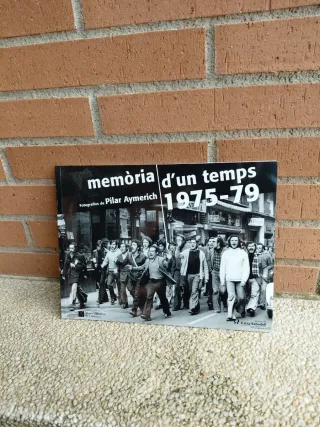 memòria d'un temps
Fotografies de Pilar Aymerich 1975-79